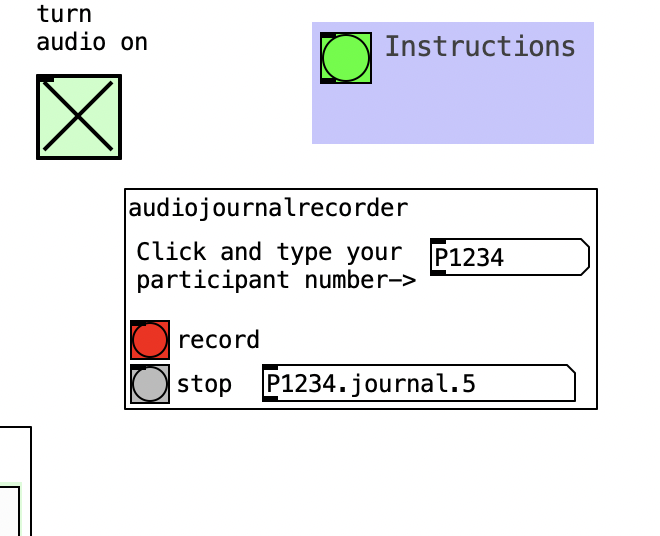 turn
audio on
Instructions
audiojournalrecorder
Click and type your
participant number->
P1234
record
stop
P1234.journal.5